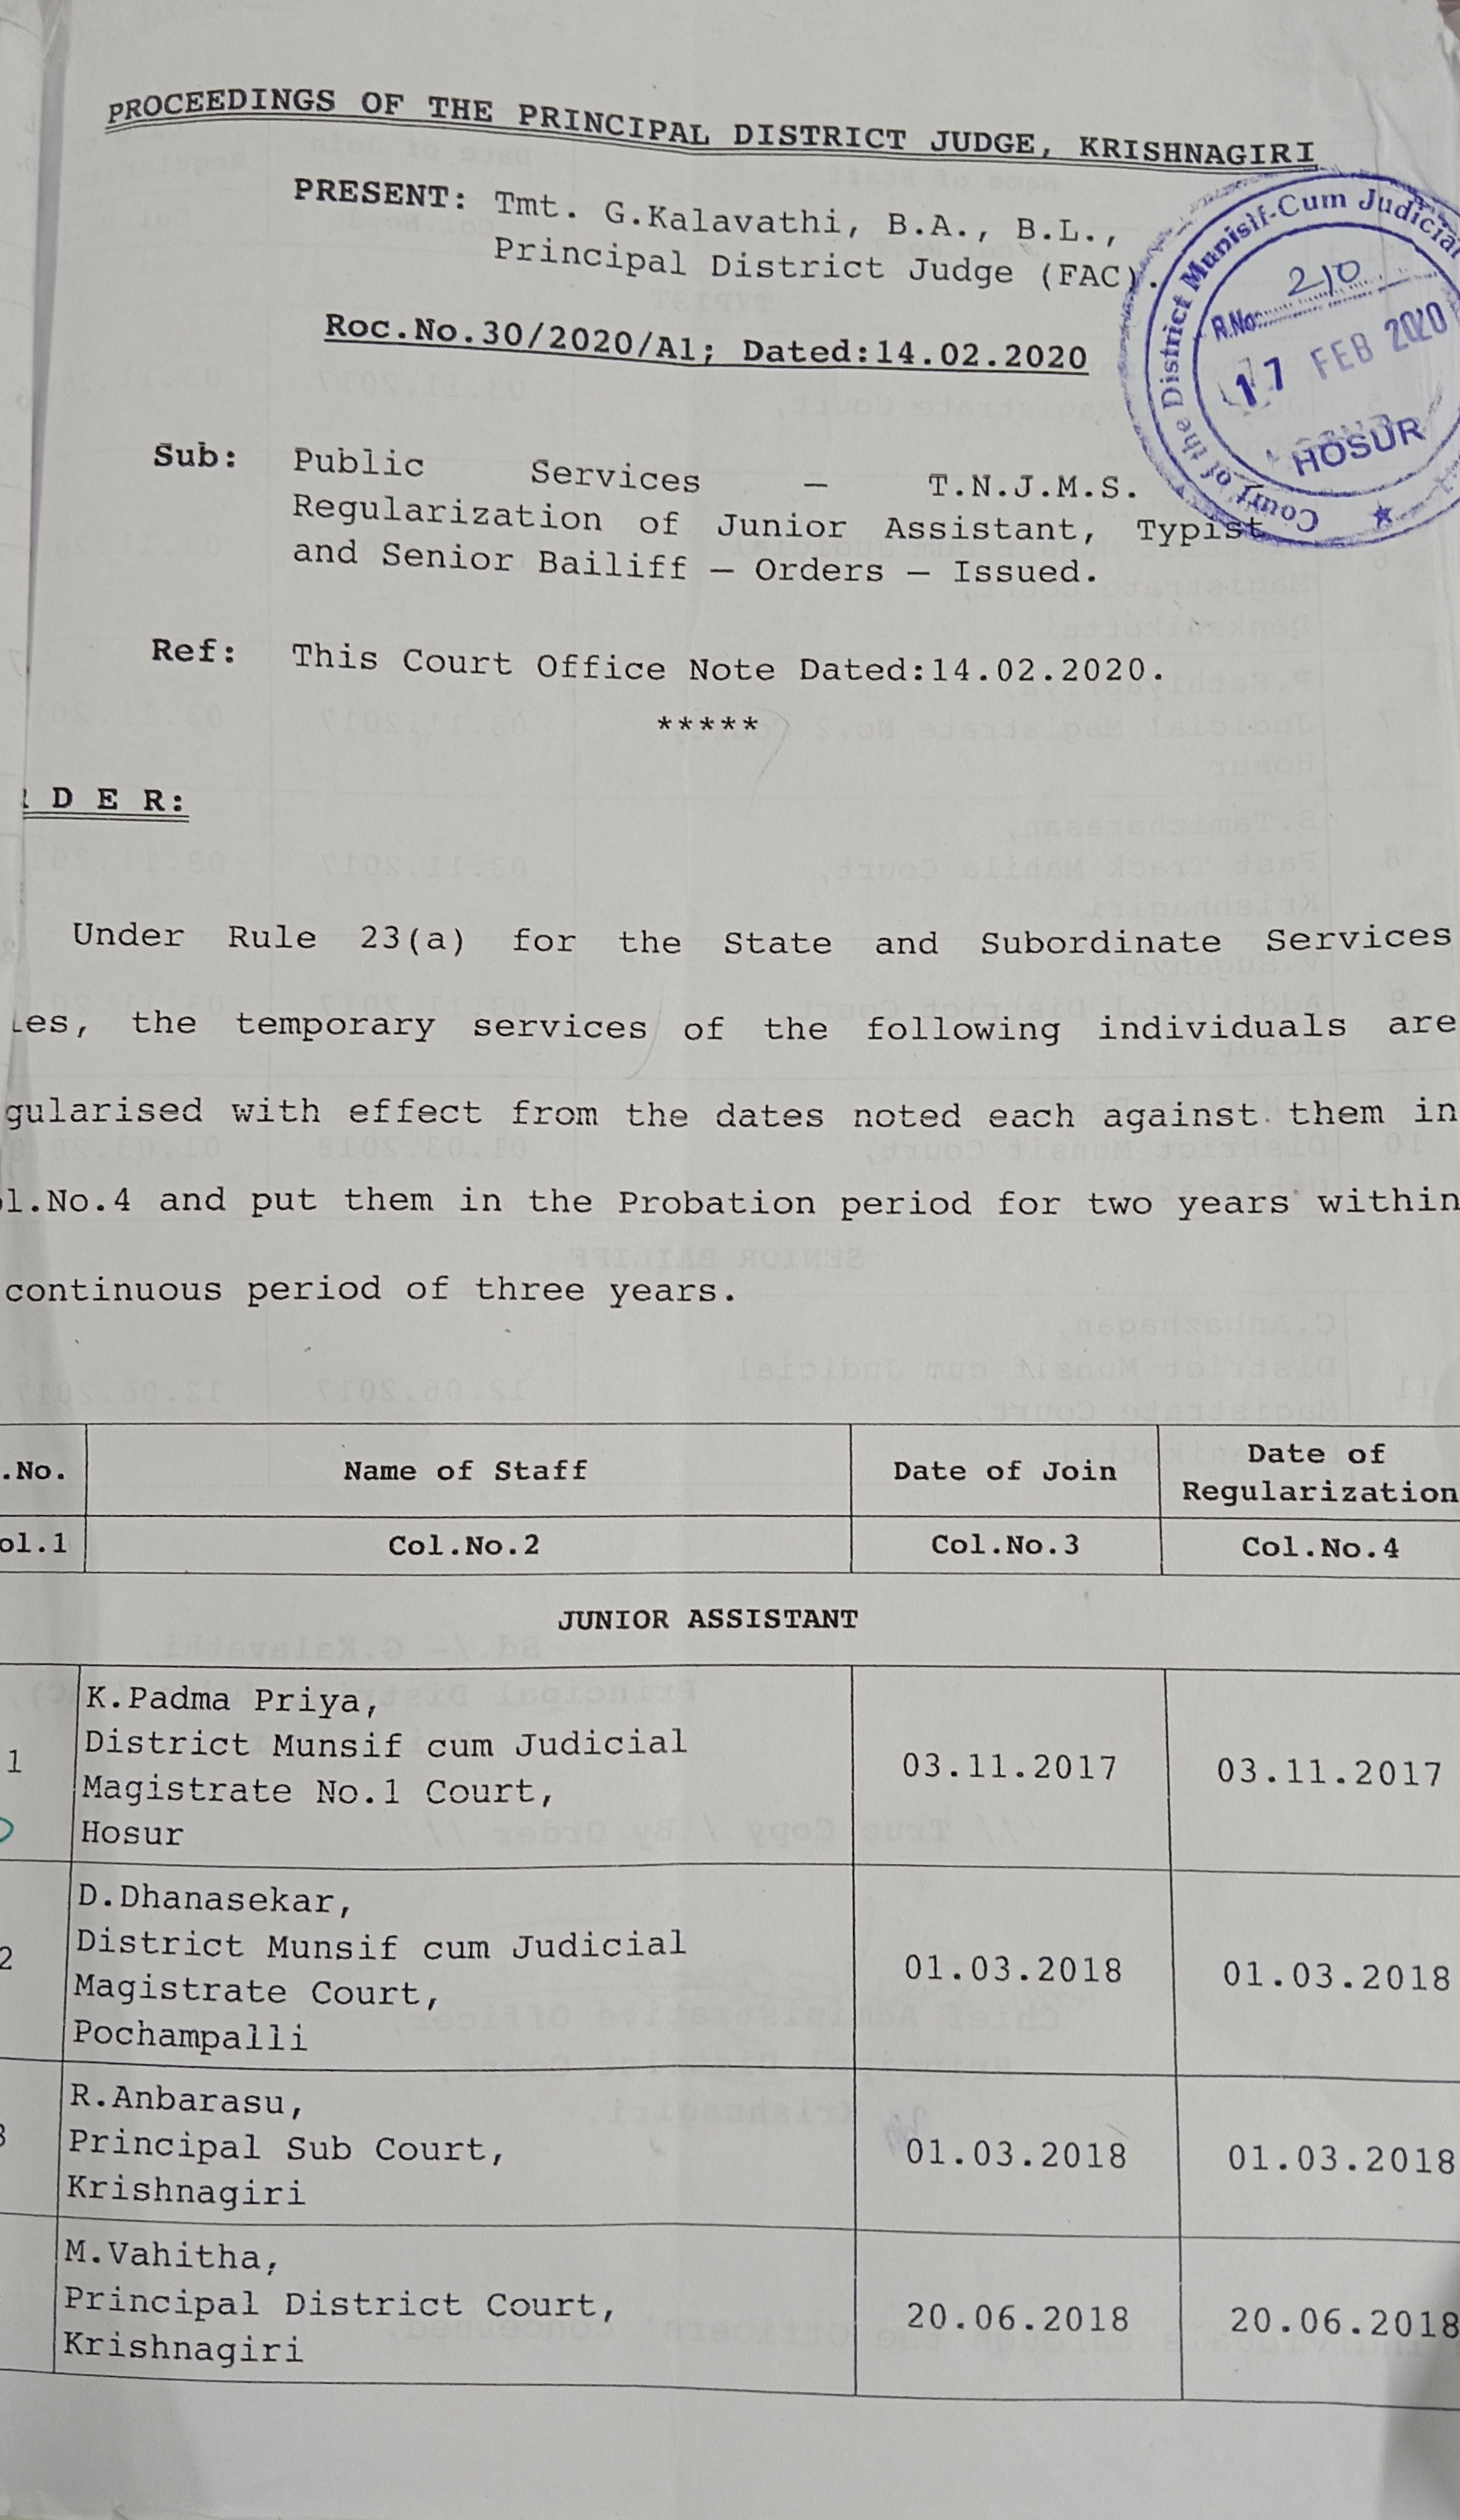 PROCEEDINGS OF THE PRINCIPAL DISTRICT JUDGE, KRISHNAGIRI
PRESENT: Tmt. G.Kalavathi, B.A., B.L.,
Principal District Judge (FAC).
Roc.No.30/2020/A1; Dated:14.02.2020
Court of the District Munisif-Cum Judicial
R.No: 210
17 FEB 2020
HOSUR
Sub: Public Services – T.N.J.M.S.
Regularization of Junior Assistant, Typist
and Senior Bailiff – Orders – Issued.
Ref: This Court Office Note Dated:14.02.2020.
*****
D E R:
Under Rule 23(a) for the State and Subordinate Services
les, the temporary services of the following individuals are
gularised with effect from the dates noted each against them in
l.No.4 and put them in the Probation period for two years within
continuous period of three years.
.No. Name of Staff Date of Join Date of Regularization
ol.1 Col.No.2 Col.No.3 Col.No.4
JUNIOR ASSISTANT
K.Padma Priya,
District Munsif cum Judicial
1 Magistrate No.1 Court, 03.11.2017 03.11.2017
Hosur
D.Dhanasekar,
District Munsif cum Judicial
2 Magistrate Court, 01.03.2018 01.03.2018
Pochampalli
R.Anbarasu,
3 Principal Sub Court, 01.03.2018 01.03.2018
Krishnagiri
M.Vahitha,
Principal District Court, 20.06.2018 20.06.2018
Krishnagiri